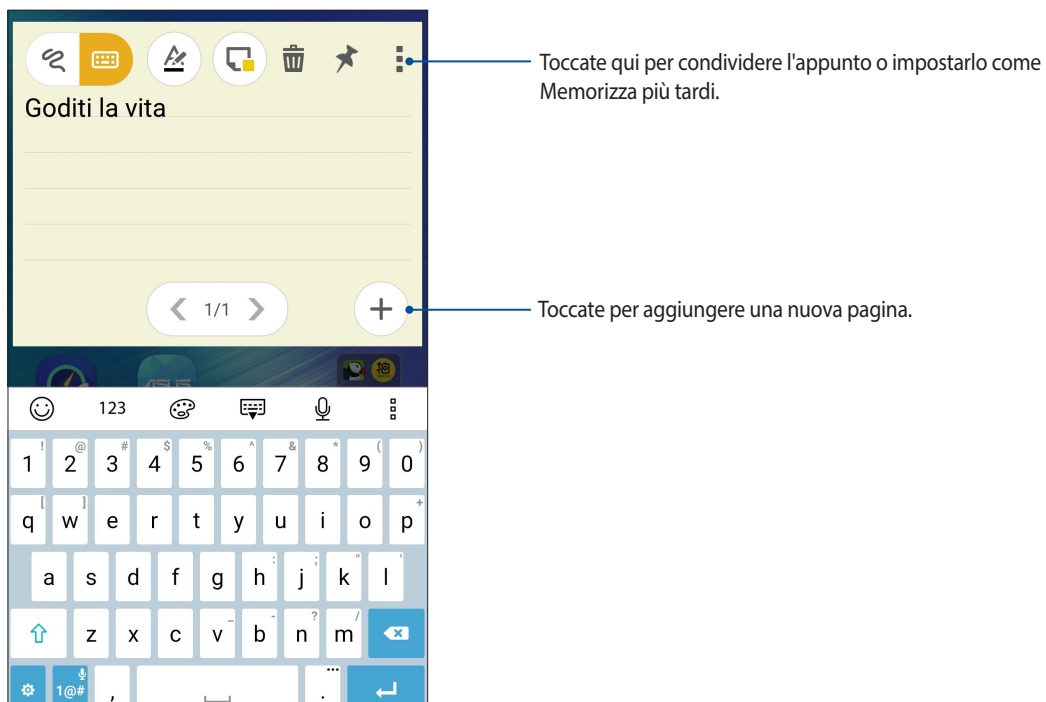 Toccate qui per condividere l'appunto o impostarlo come
Memorizza più tardi.
Goditi la vita
1/1
Toccate per aggiungere una nuova pagina.
123
! @ # $ % ^ & * ( )
1 2 3 4 5 6 7 8 9 0
[ ] +
q w e r t y u i o p
: ; " '
a s d f g h j k l
_ - ? /
z x c v b n m
1@# , . ...